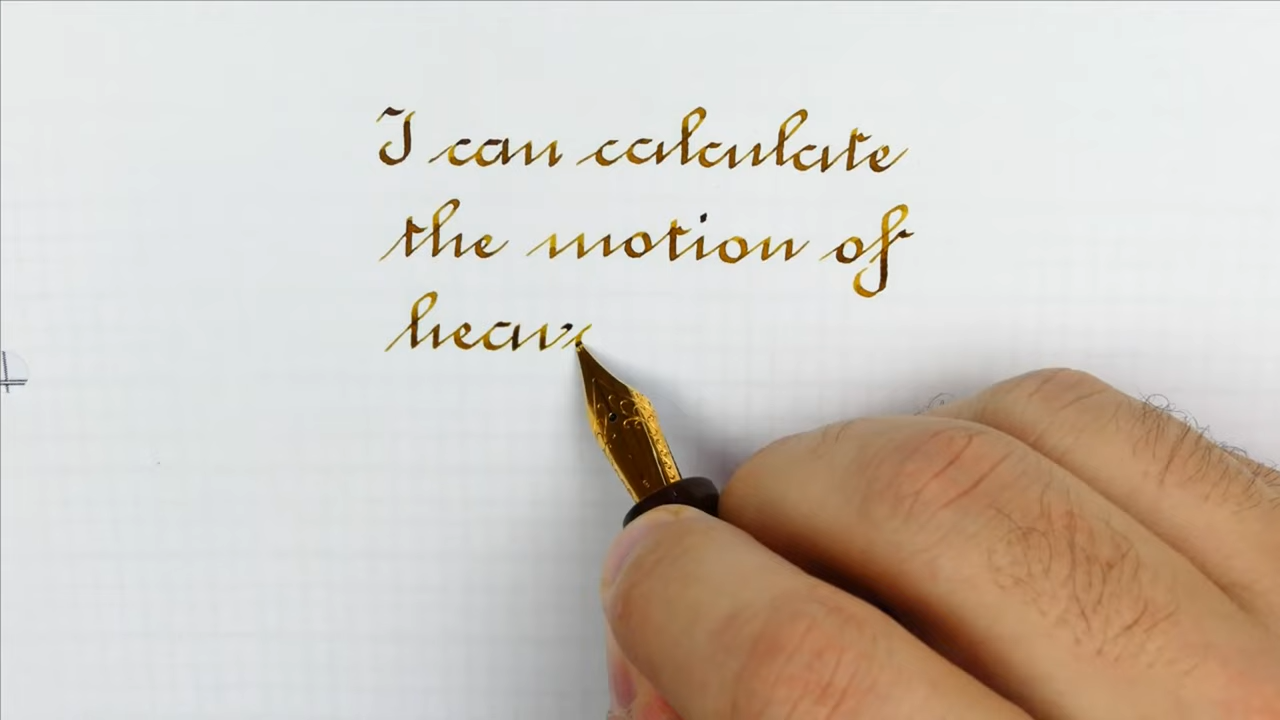 I can calculate
the motion of
heav